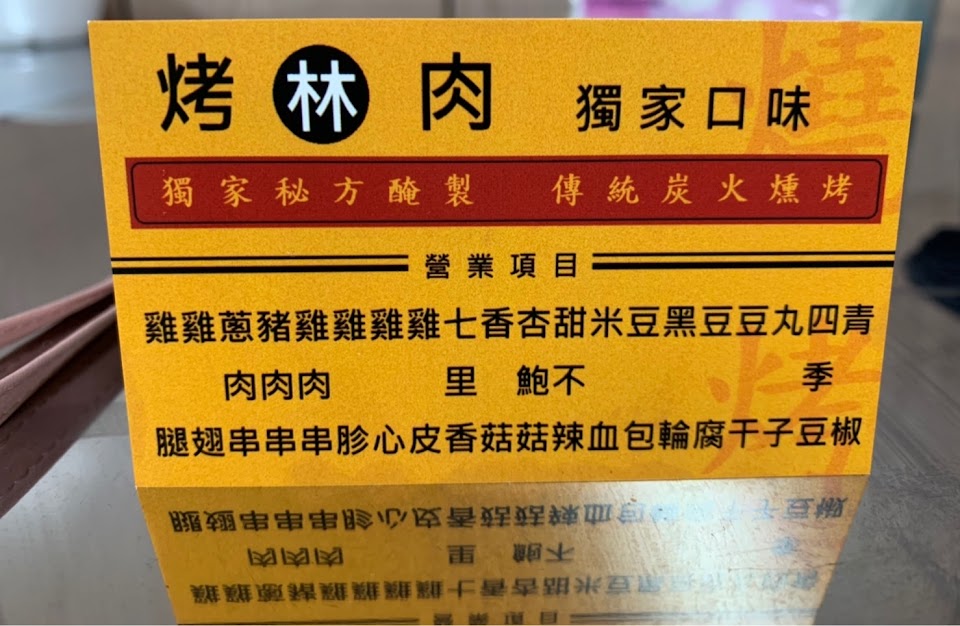 烤林肉
獨家口味
獨家秘方醃製 傳統炭火燻烤
營業項目
雞腿
雞翅
蔥肉串
豬肉串
雞肉串
雞胗
雞心
雞皮
七里香
香菇
杏鮑菇
甜不辣
米血
豆包
黑輪
豆腐
豆干
丸子
四季豆
青椒
燒烤